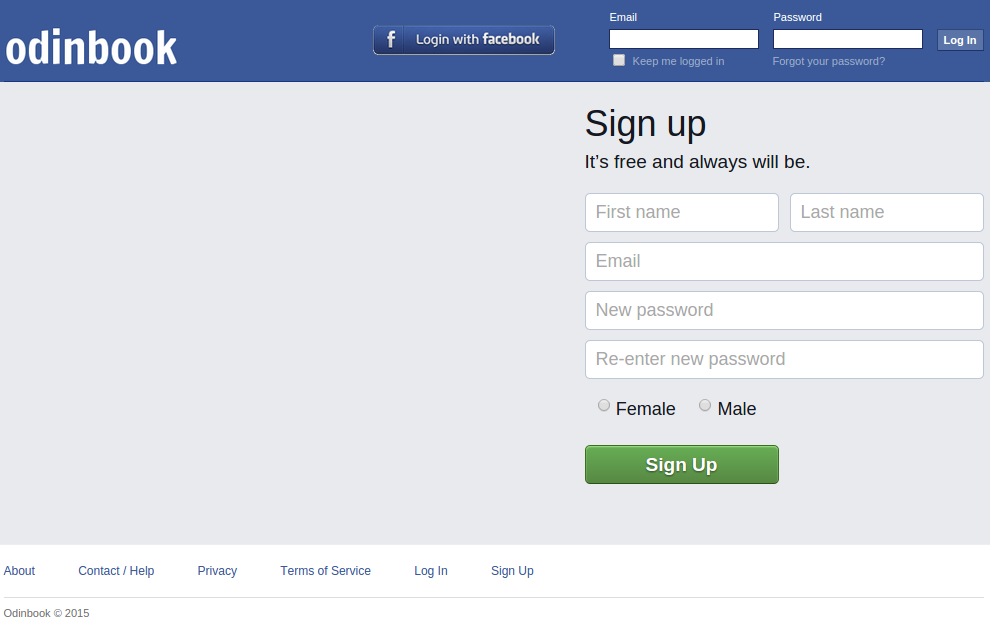 odinbook
f Login with facebook
Email Password
Log In
Keep me logged in Forgot your password?
Sign up
It's free and always will be.
First name Last name
Email
New password
Re-enter new password
Female Male
Sign Up
About Contact / Help Privacy Terms of Service Log In Sign Up
Odinbook © 2015